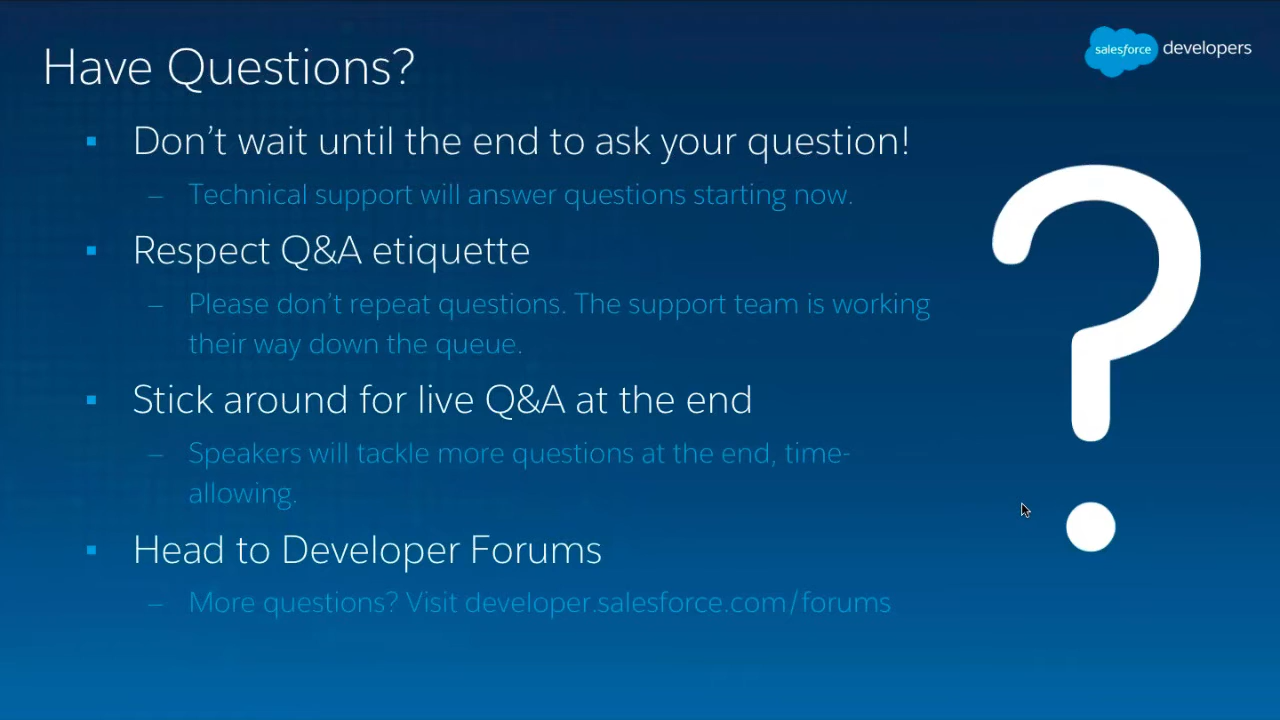 Have Questions?
salesforce developers
Don't wait until the end to ask your question!
– Technical support will answer questions starting now.
Respect Q&A etiquette
– Please don't repeat questions. The support team is working
their way down the queue.
Stick around for live Q&A at the end
– Speakers will tackle more questions at the end, time-
allowing.
Head to Developer Forums
– More questions? Visit developer.salesforce.com/forums
?